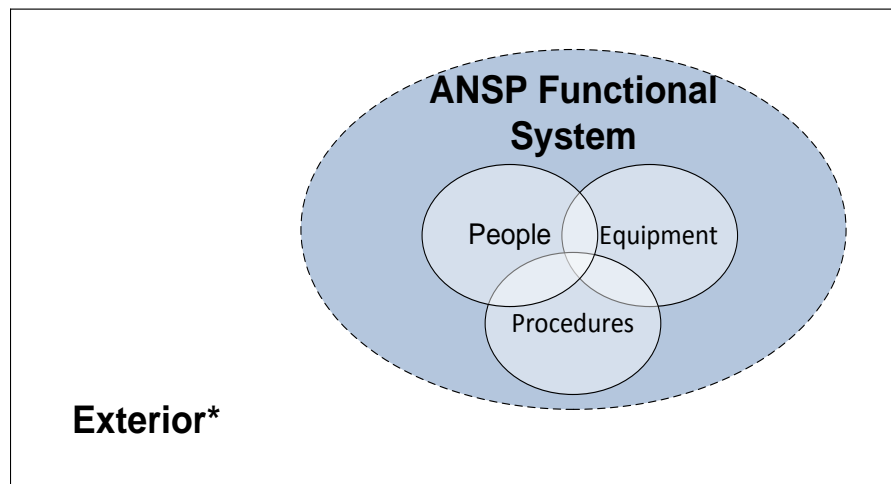 ANSP Functional
System
People
Equipment
Procedures
Exterior*